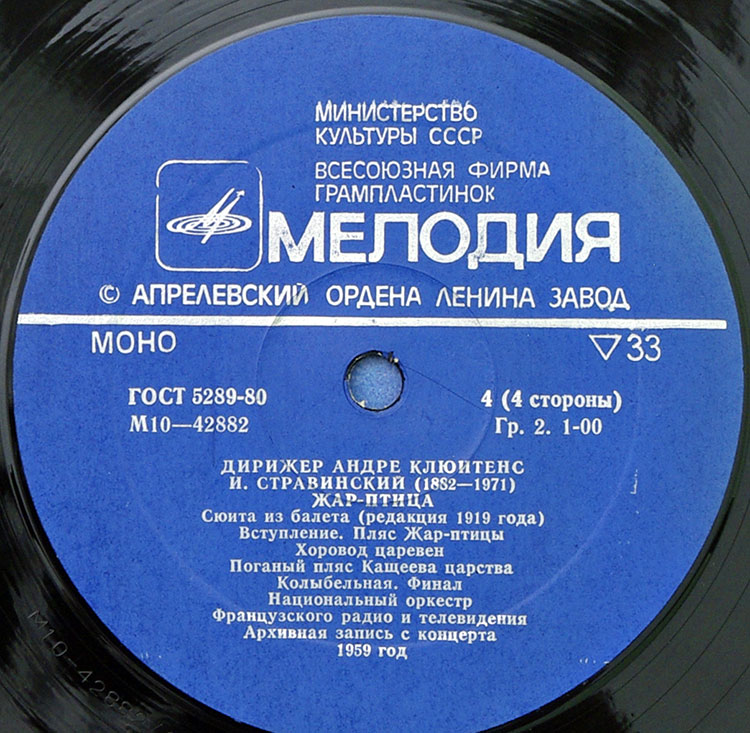 МИНИСТЕРСТВО
КУЛЬТУРЫ СССР
ВСЕСОЮЗНАЯ ФИРМА
ГРАМПЛАСТИНОК
МЕЛОДИЯ
© АПРЕЛЕВСКИЙ ОРДЕНА ЛЕНИНА ЗАВОД
МОНО ▽33
ГОСТ 5289-80 4 (4 стороны)
М10—42882 Гр. 2. 1-00
ДИРИЖЕР АНДРЕ КЛЮИТЕНС
И. СТРАВИНСКИЙ (1882—1971)
ЖАР-ПТИЦА
Сюита из балета (редакция 1919 года)
Вступление. Пляс Жар-птицы
Хоровод царевен
Поганый пляс Кащеева царства
Колыбельная. Финал
Национальный оркестр
Французского радио и телевидения
Архивная запись с концерта
1959 год
М10-42882